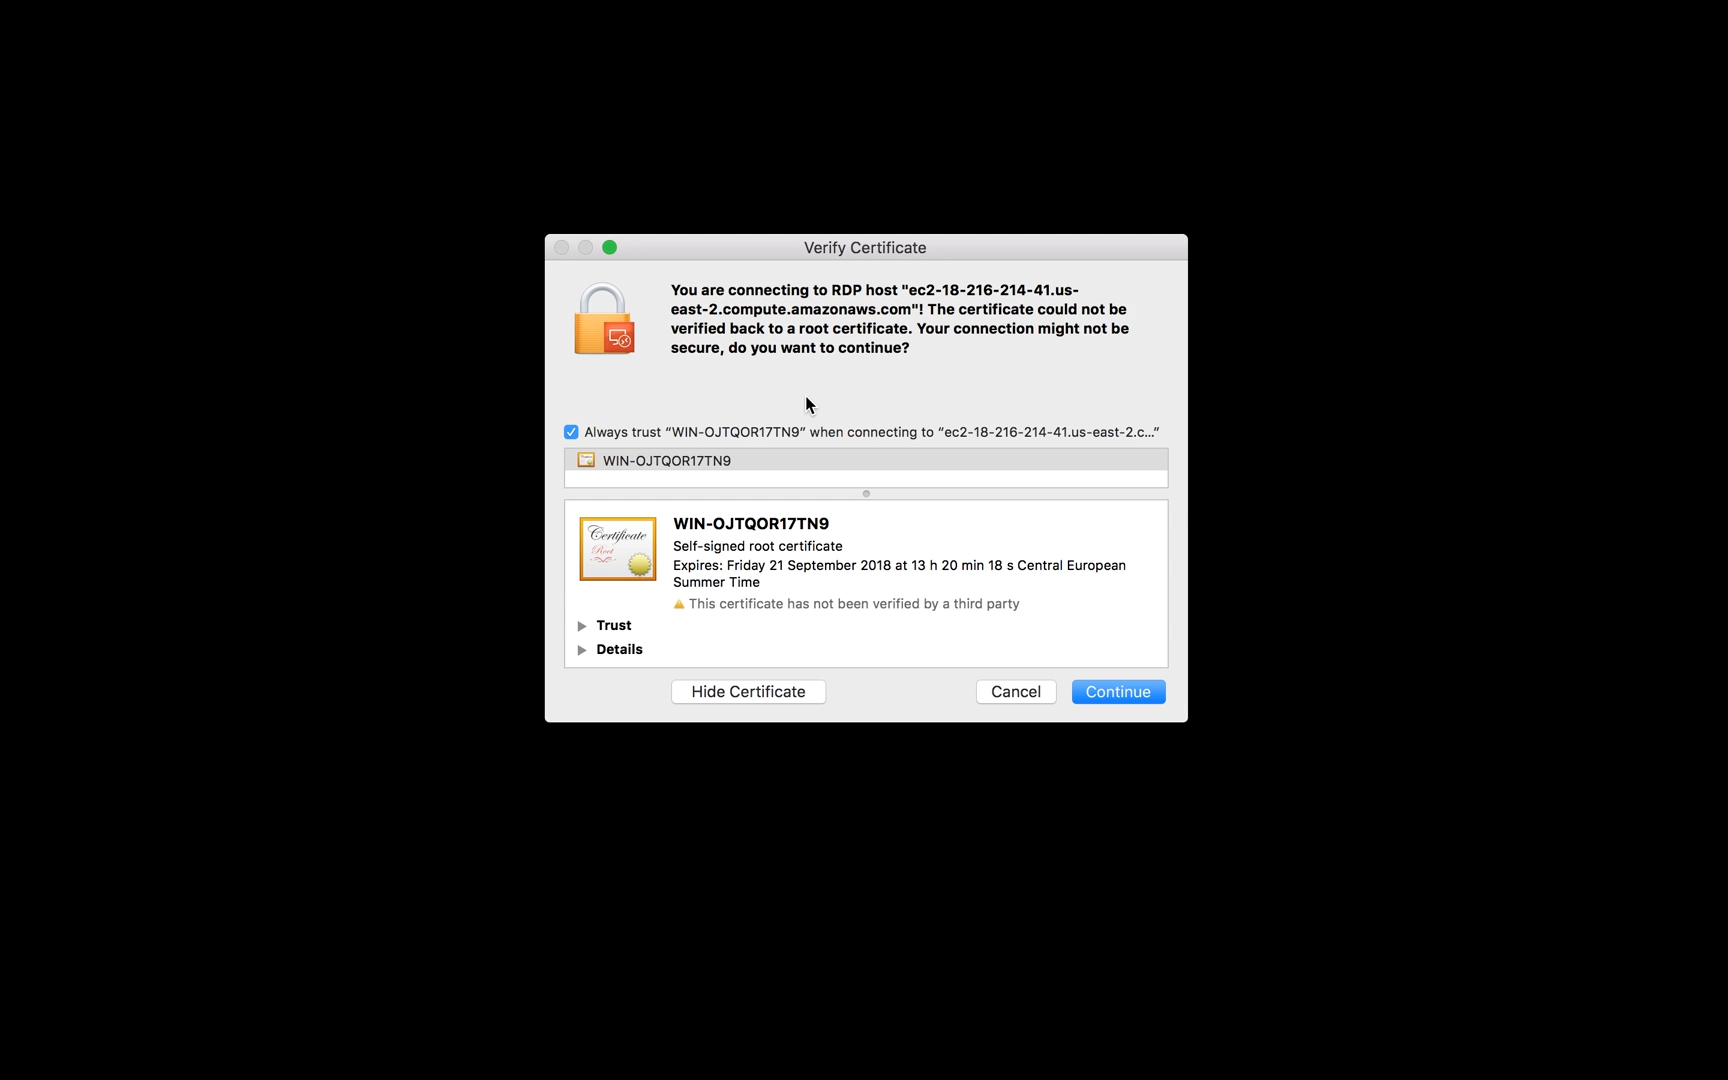 Verify Certificate
You are connecting to RDP host "ec2-18-216-214-41.us-
east-2.compute.amazonaws.com"! The certificate could not be
verified back to a root certificate. Your connection might not be
secure, do you want to continue?
Always trust “WIN-OJTQOR17TN9” when connecting to “ec2-18-216-214-41.us-east-2.c...”
WIN-OJTQOR17TN9
Certificate
Root
WIN-OJTQOR17TN9
Self-signed root certificate
Expires: Friday 21 September 2018 at 13 h 20 min 18 s Central European
Summer Time
This certificate has not been verified by a third party
Trust
Details
Hide Certificate
Cancel
Continue